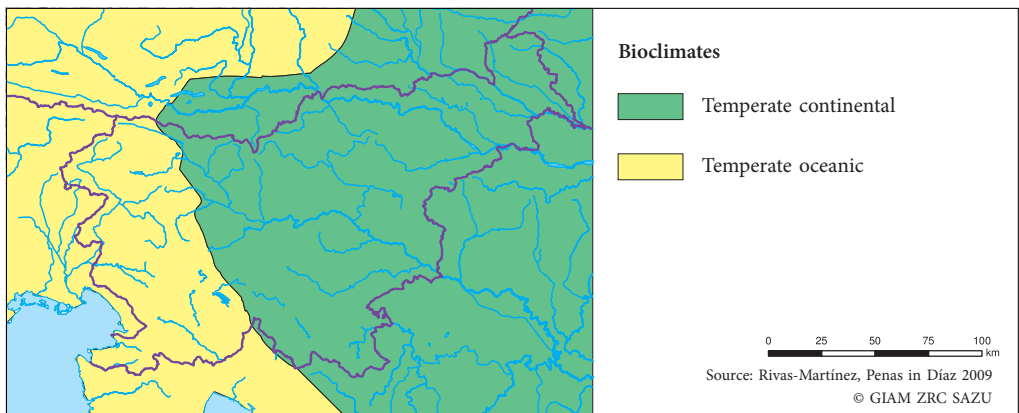 Bioclimates
Temperate continental
Temperate oceanic
0 25 50 75 100
km
Source: Rivas-Martínez, Penas in Díaz 2009
© GIAM ZRC SAZU